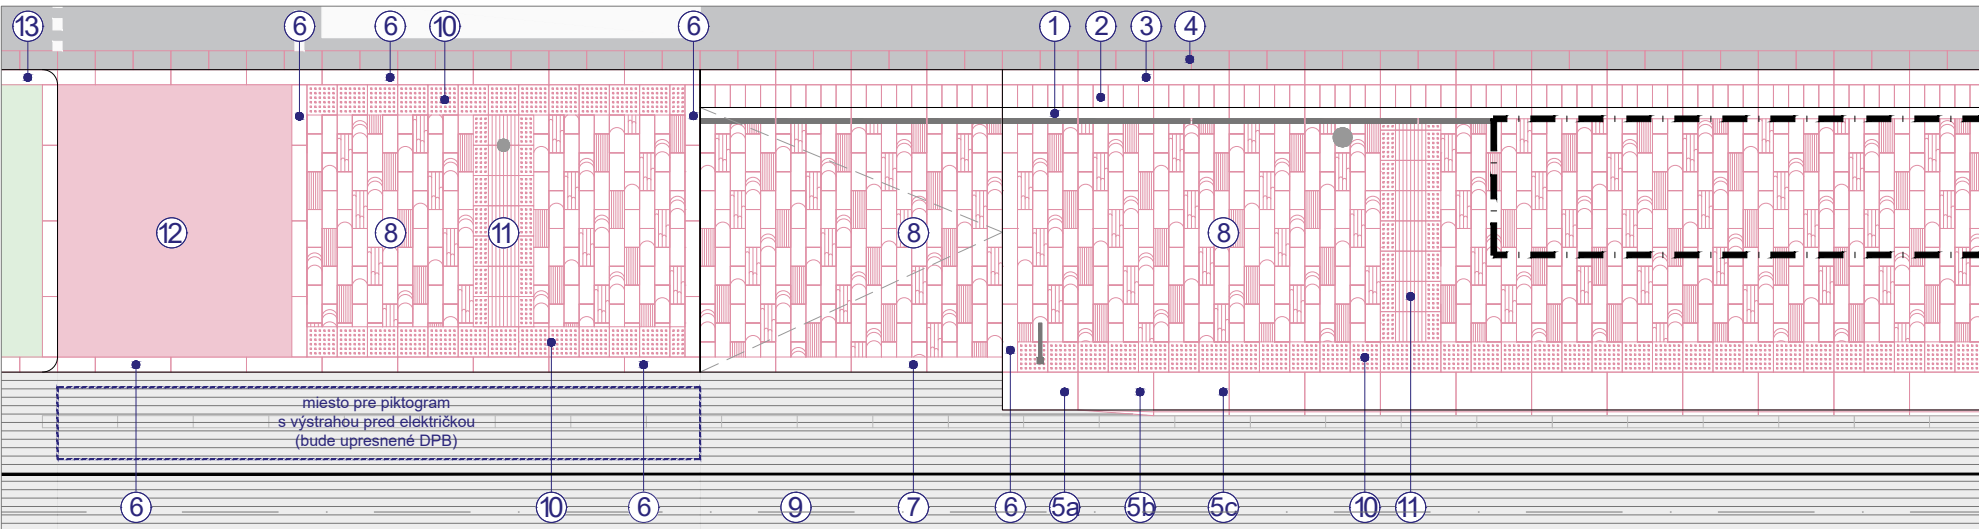 13 6 6 10 6 1 2 3 4
12 8 11 8 8
miesto pre piktogram
s výstrahou pred električkou
(bude upresnené DPB)
6 10 6 9 7 6 5a 5b 5c 10 11